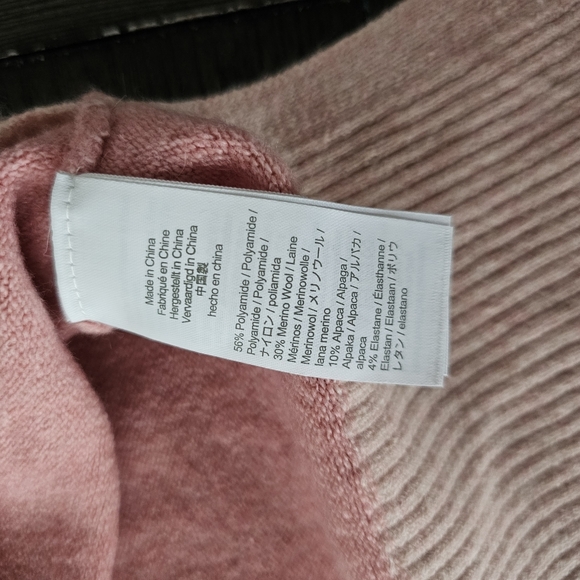 Made in China
Fabriqué en Chine
Hergestellt in China
Vervaardigd in China
中国製
hecho en china
56% Polyamide / Polyamide /
Polyamide / Polyamide /
ナイロン / poliamida
30% Merino Wool / Laine
Mérinos / Merinowolle /
Merinowol / メリノウール /
lana merino
10% Alpaca / Alpaga /
Alpaka / Alpaca / アルパカ /
alpaca
4% Elastane / Élasthanne /
Elastan / Elastaan / ポリウ
レタン / elastano